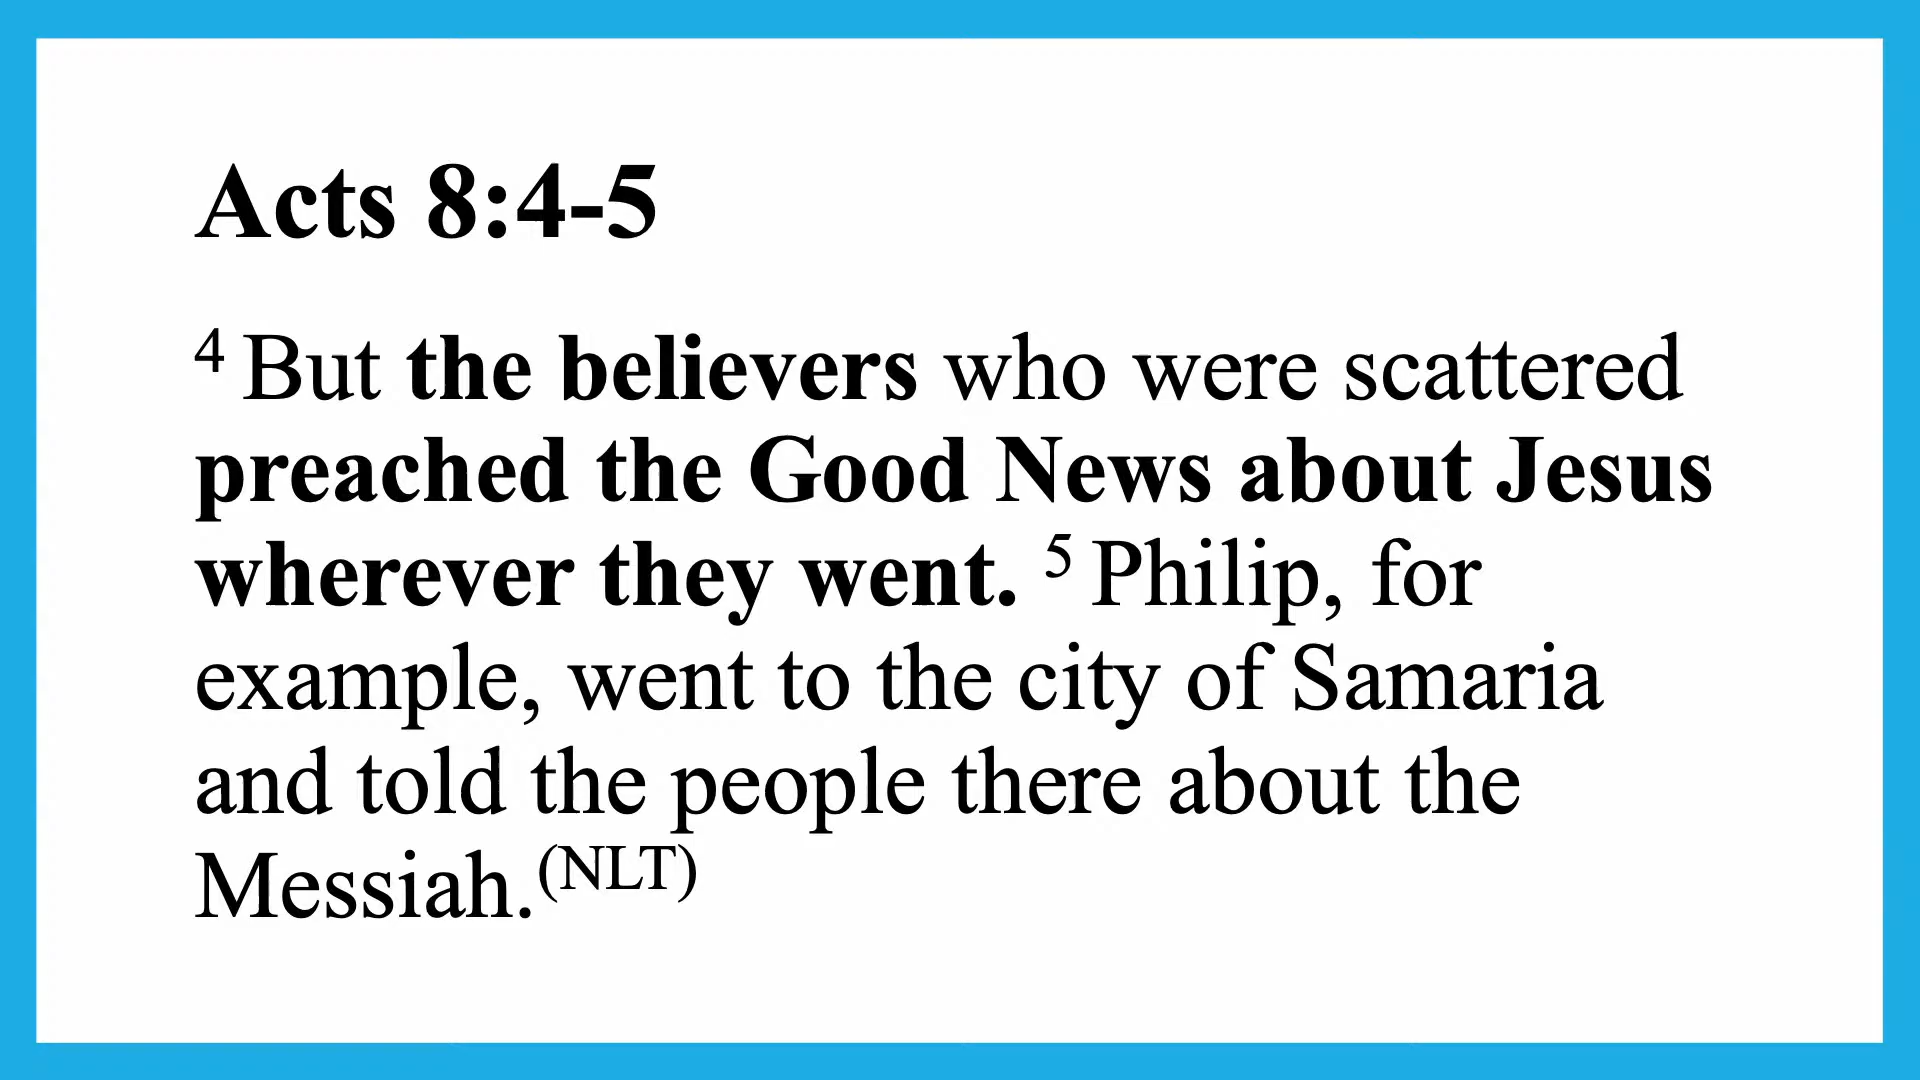 Acts 8:4-5
4 But the believers who were scattered
preached the Good News about Jesus
wherever they went. 5 Philip, for
example, went to the city of Samaria
and told the people there about the
Messiah.(NLT)